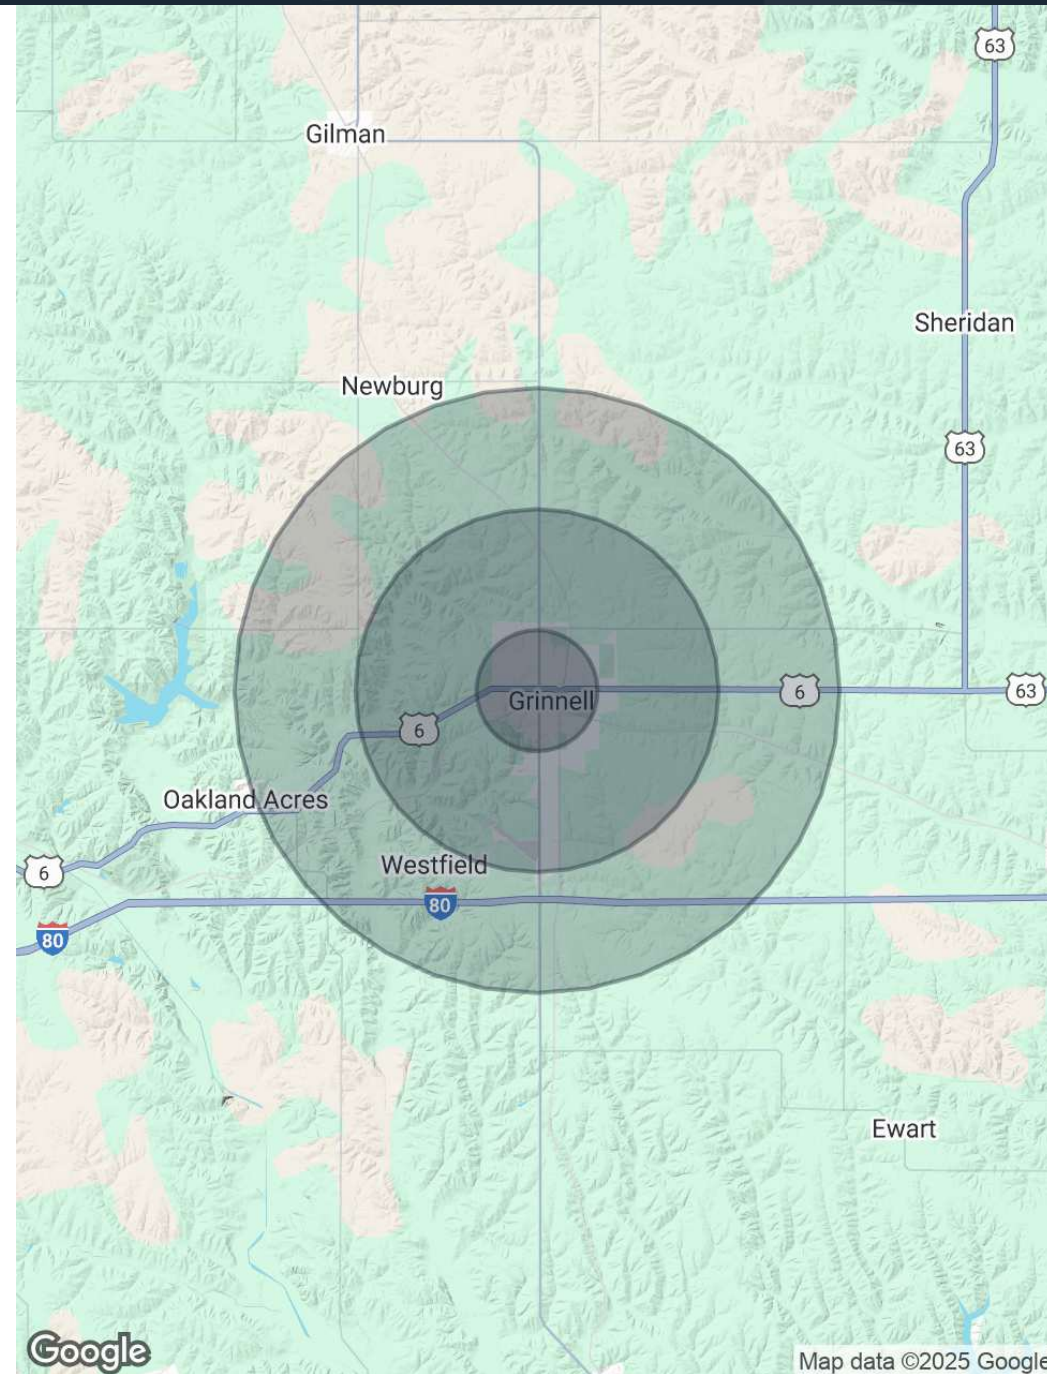 63
Gilman
Sheridan
Newburg
63
Grinnell
6
63
6
Oakland Acres
Westfield
6
80
80
Ewart
Google
Map data ©2025 Google